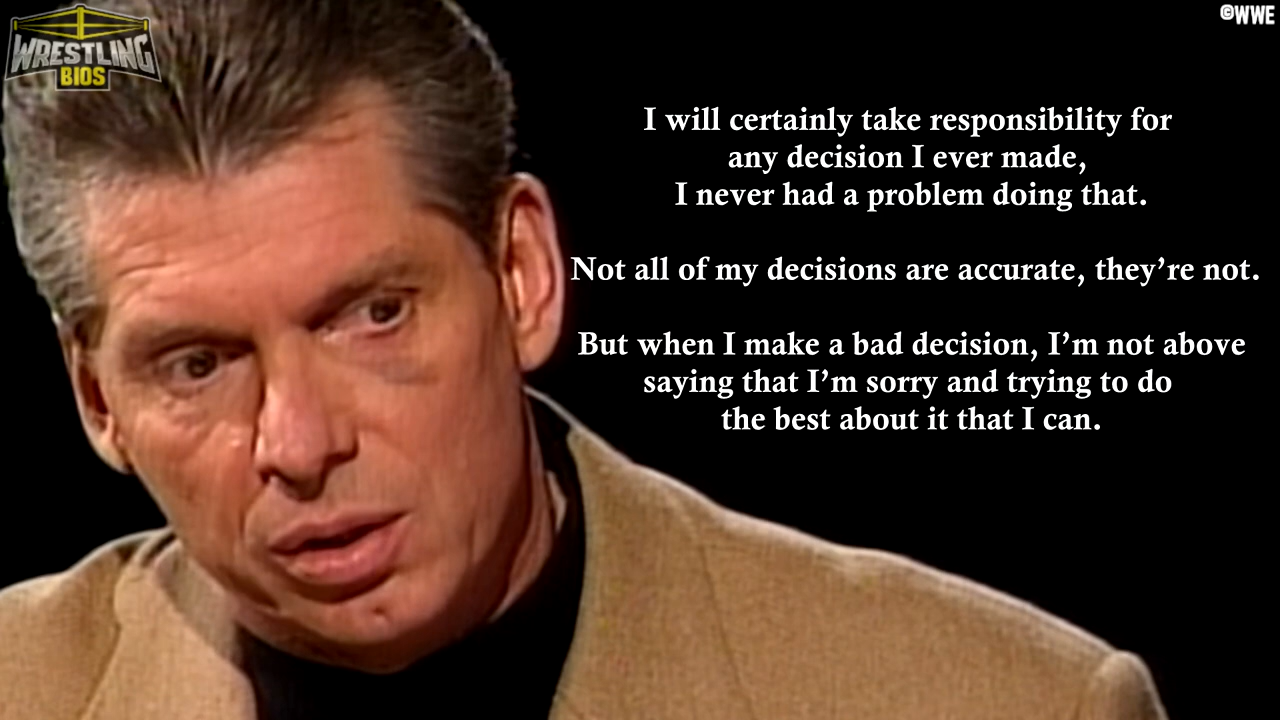 WRESTLING
BIOS
©WWE
I will certainly take responsibility for
any decision I ever made,
I never had a problem doing that.
Not all of my decisions are accurate, they’re not.
But when I make a bad decision, I’m not above
saying that I’m sorry and trying to do
the best about it that I can.